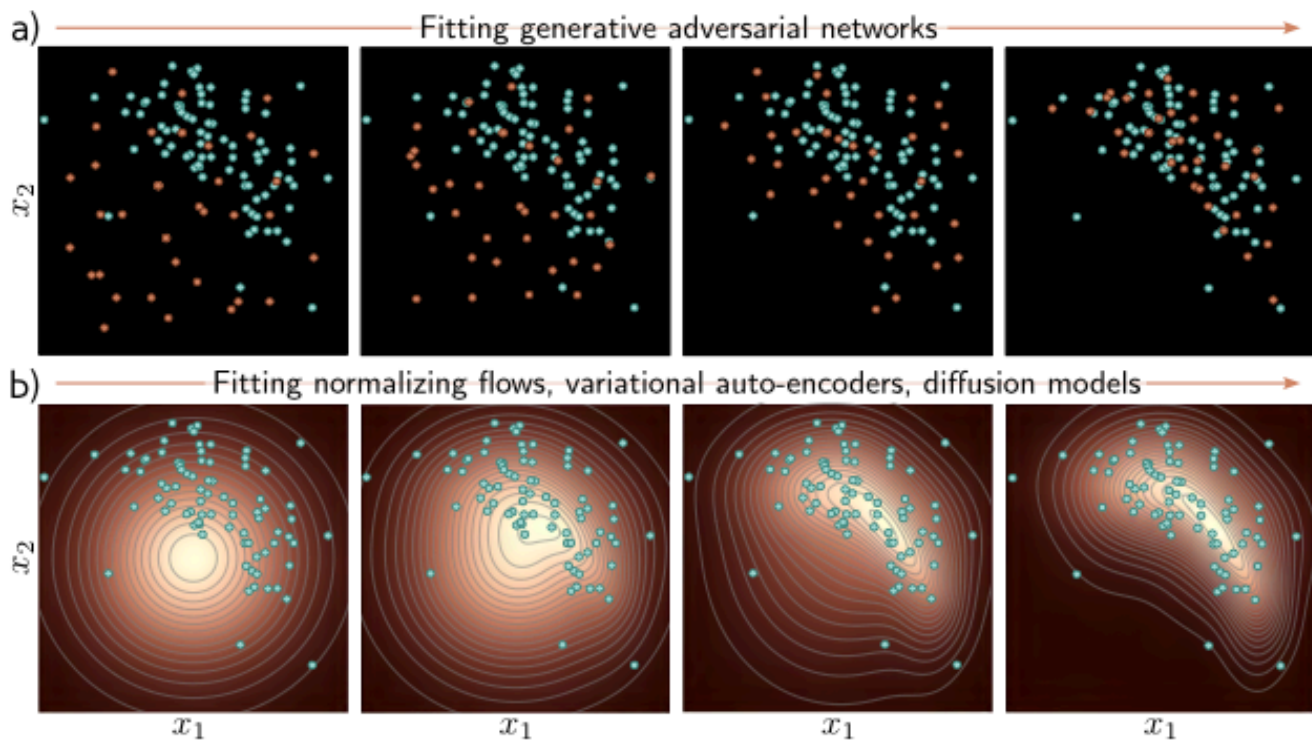 a) Fitting generative adversarial networks
x₂
b) Fitting normalizing flows, variational auto-encoders, diffusion models
x₂
x₁ x₁ x₁ x₁